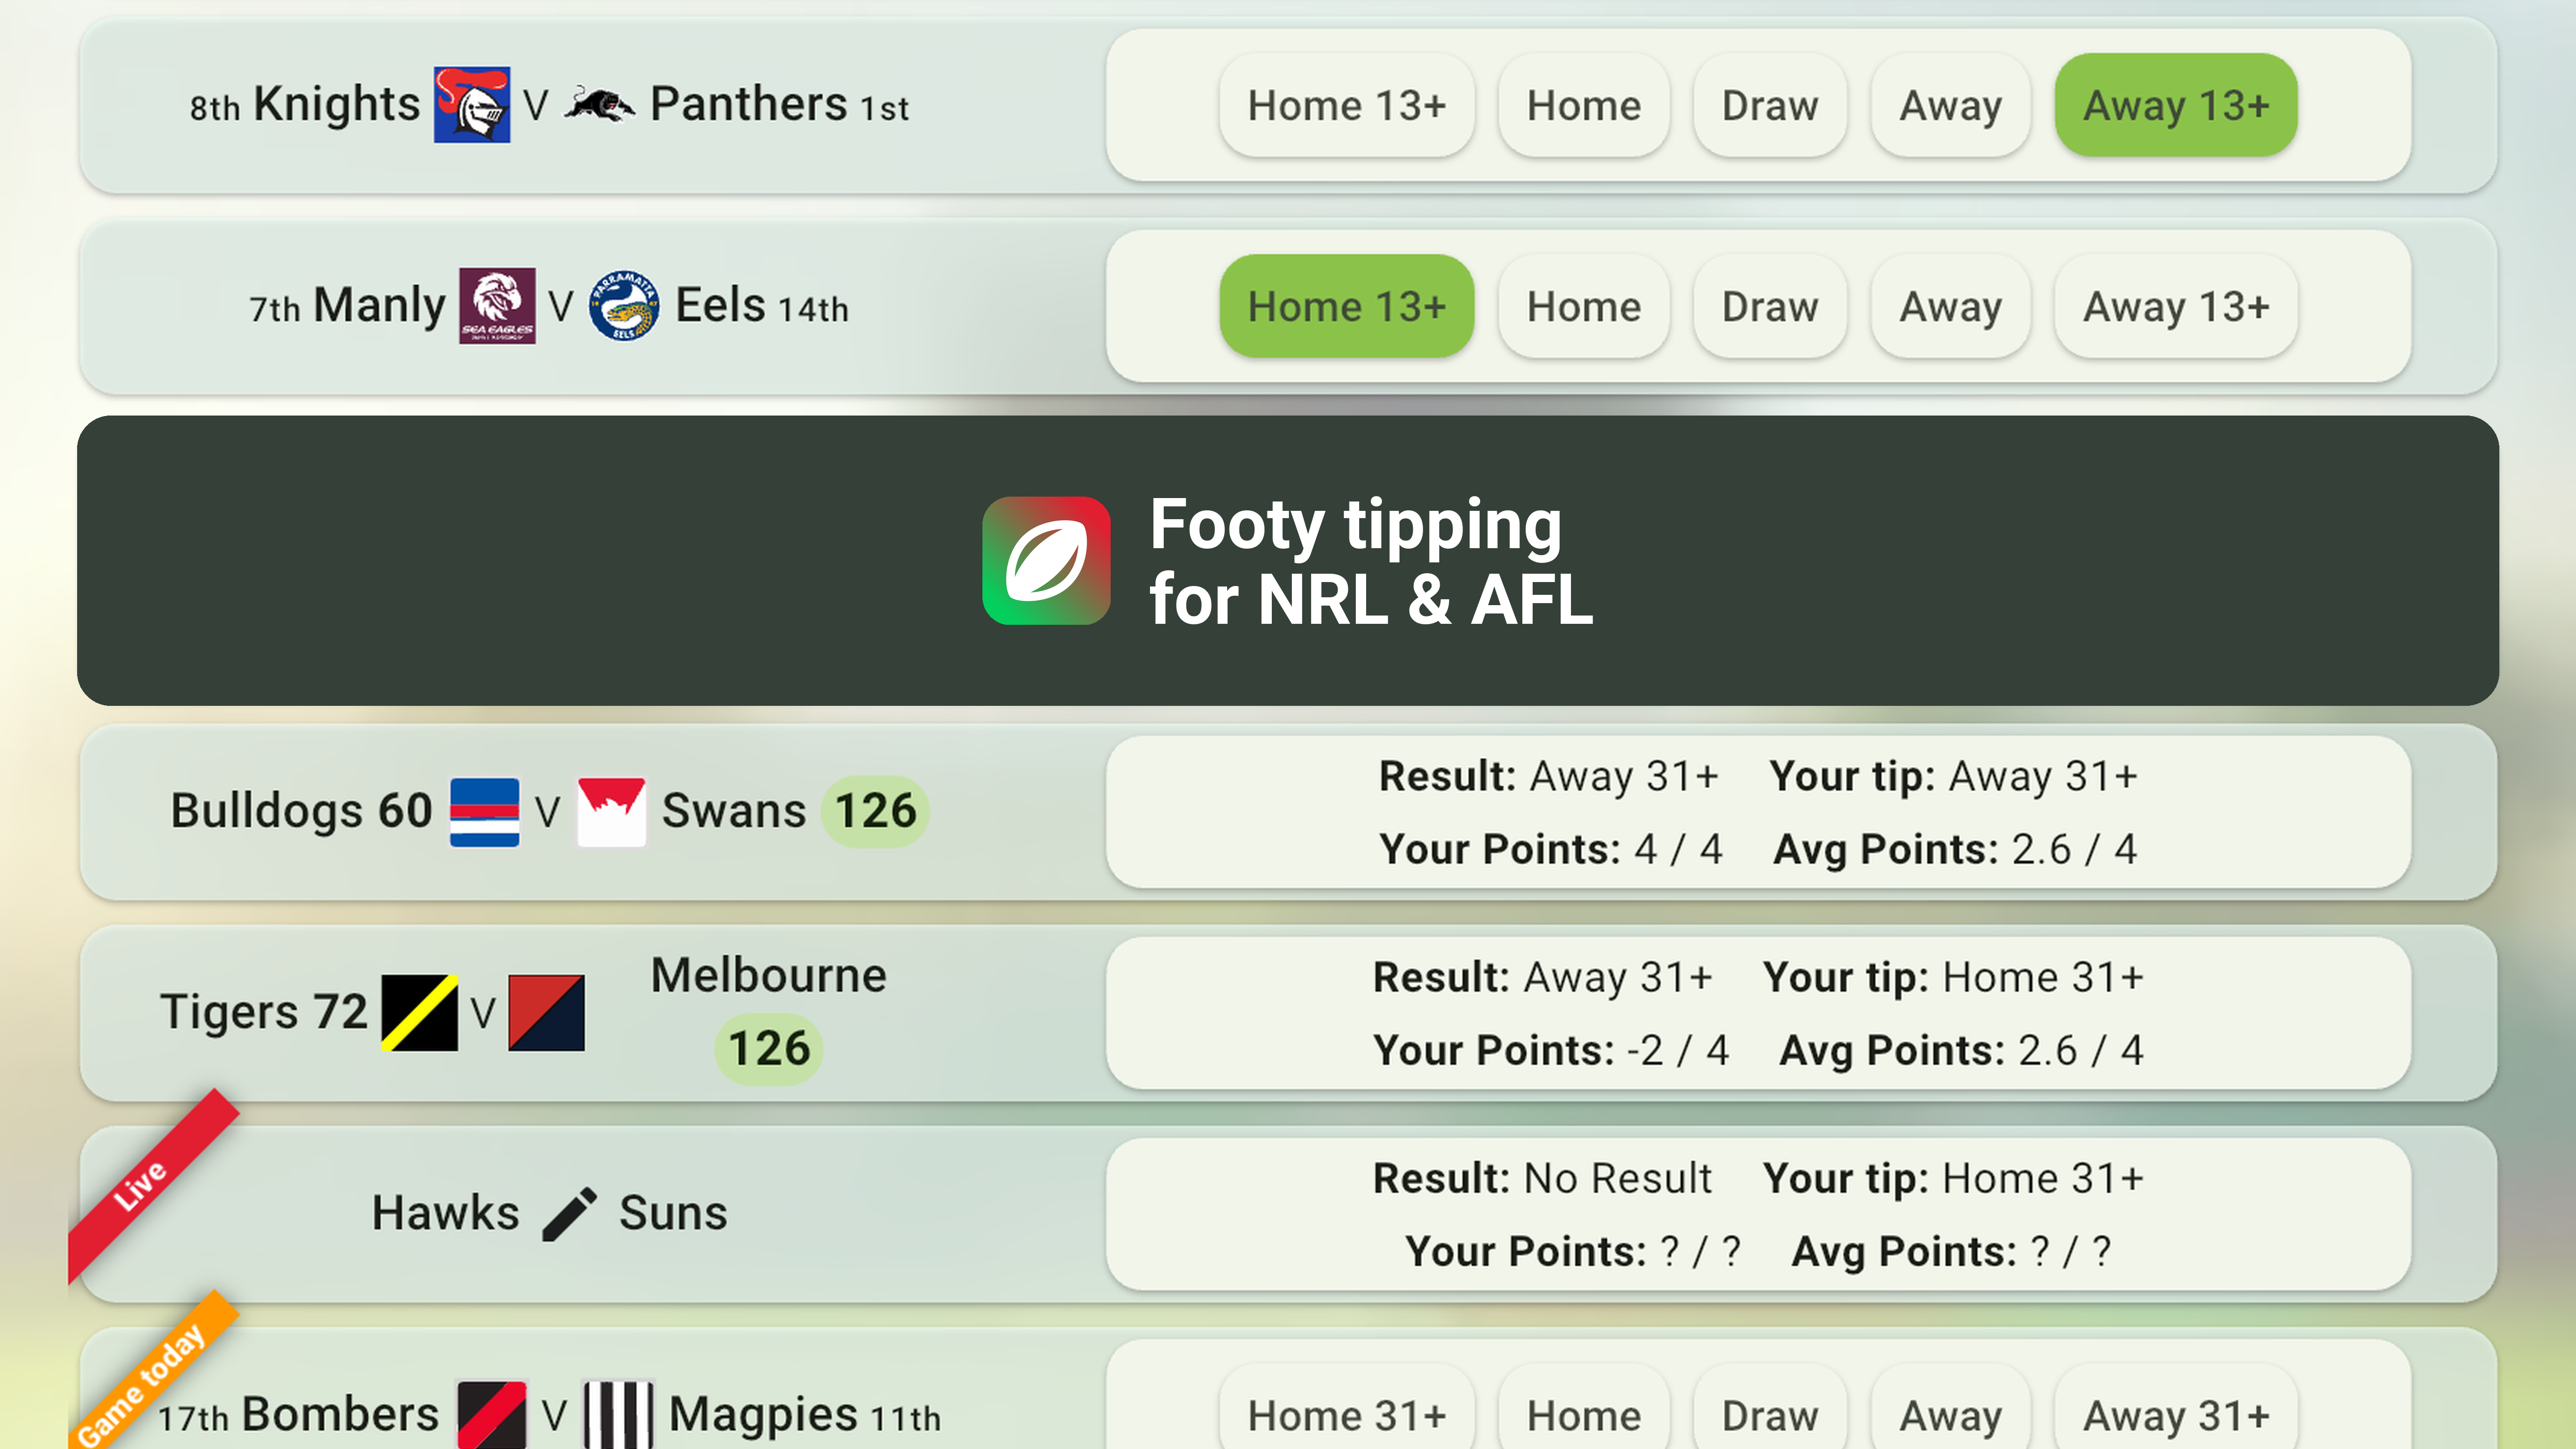 8th Knights V Panthers 1st
Home 13+ Home Draw Away Away 13+
7th Manly SEA EAGLES V PARRAMATTA EELS Eels 14th
Home 13+ Home Draw Away Away 13+
Footy tipping
for NRL & AFL
Bulldogs 60 V Swans 126
Result: Away 31+ Your tip: Away 31+
Your Points: 4 / 4 Avg Points: 2.6 / 4
Tigers 72 V Melbourne
126
Result: Away 31+ Your tip: Home 31+
Your Points: -2 / 4 Avg Points: 2.6 / 4
Live
Hawks Suns
Result: No Result Your tip: Home 31+
Your Points: ? / ? Avg Points: ? / ?
Game today
17th Bombers V Magpies 11th
Home 31+ Home Draw Away Away 31+